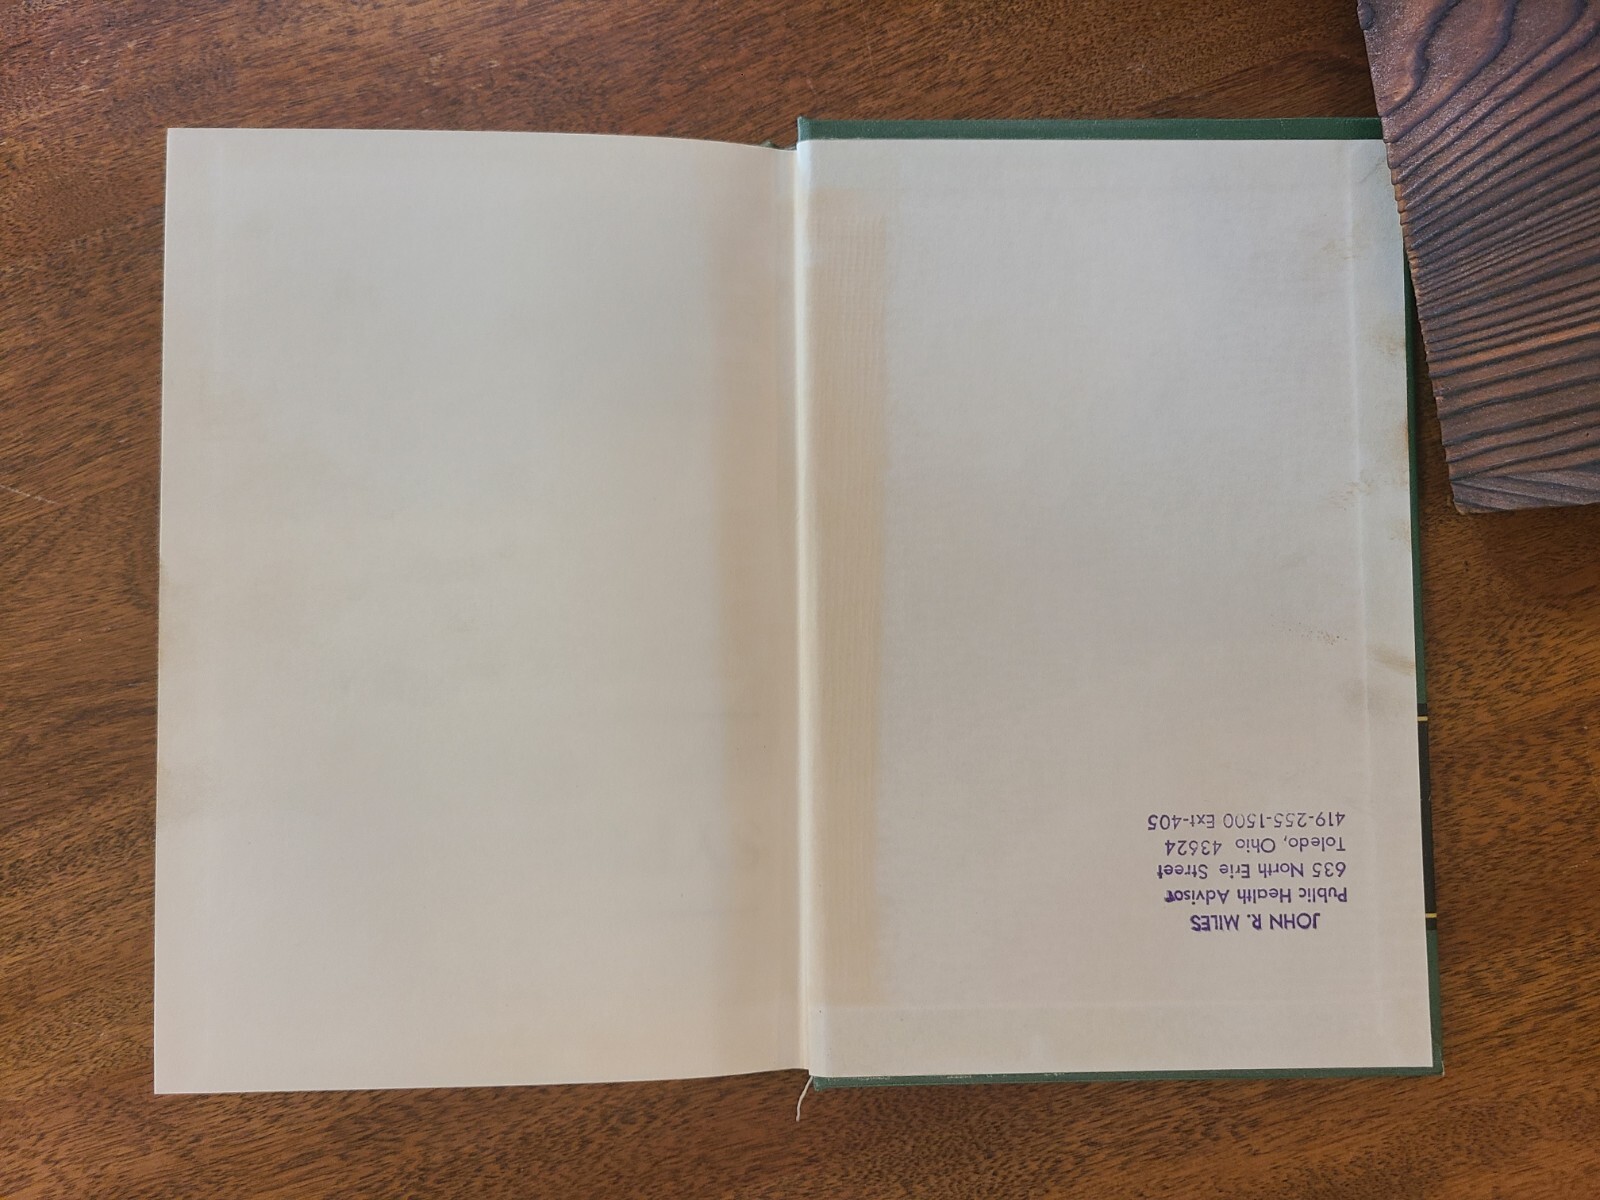 JOHN R. MILES
Public Health Advisor
635 North Erie Street
Toledo, Ohio 43624
419-255-1500 Ext-405